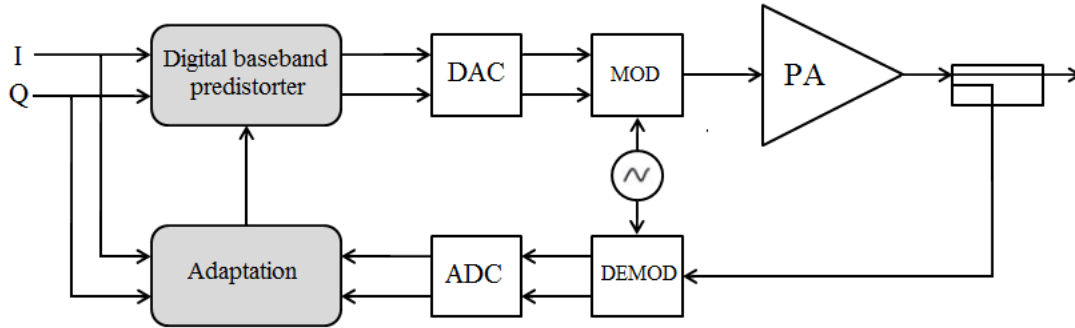 I
Q
Digital baseband
predistorter
DAC
MOD
PA
Adaptation
ADC
DEMOD